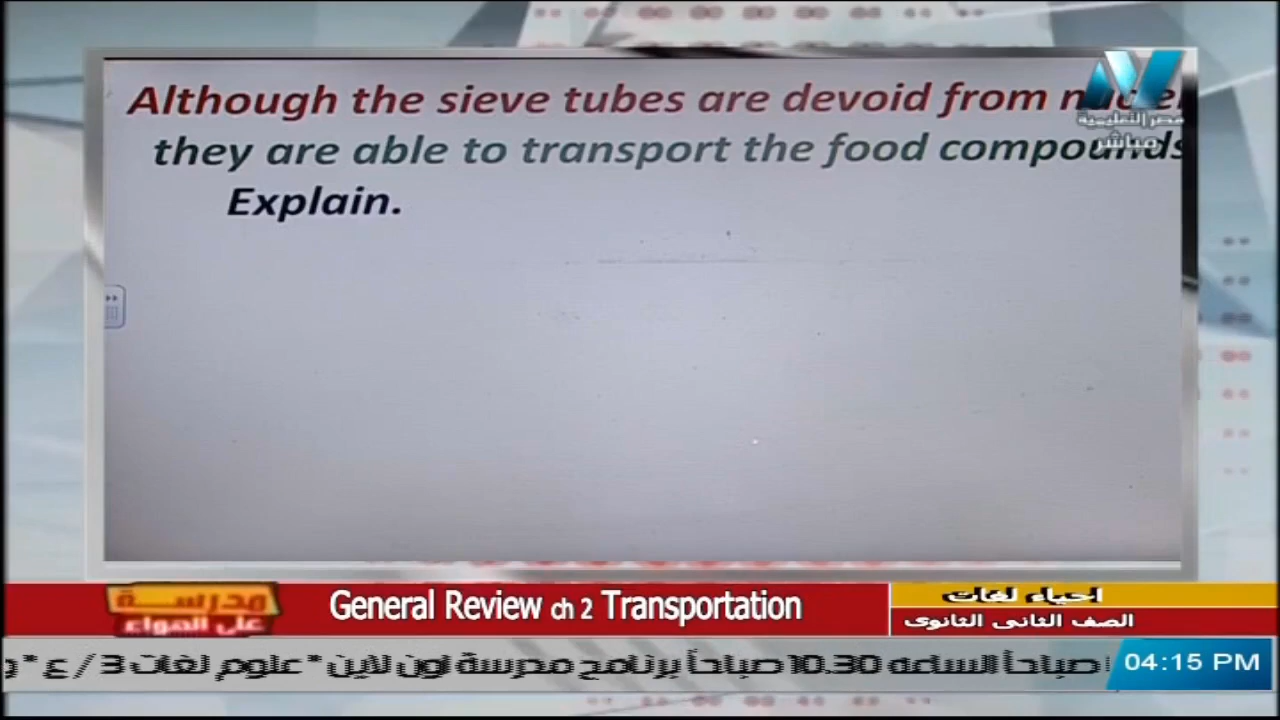 Although the sieve tubes are devoid from
they are able to transport the food compounds
Explain.
مصر التعليمية
مباشر
مدرسة
على الهواء
General Review ch 2 Transportation
احياء لغات
الصف الثانى الثانوى
صباحاً الساعه 10.30 صباحاً برنامج مدرسة اون لاين * علوم لغات 3 / ع *
04:15 PM